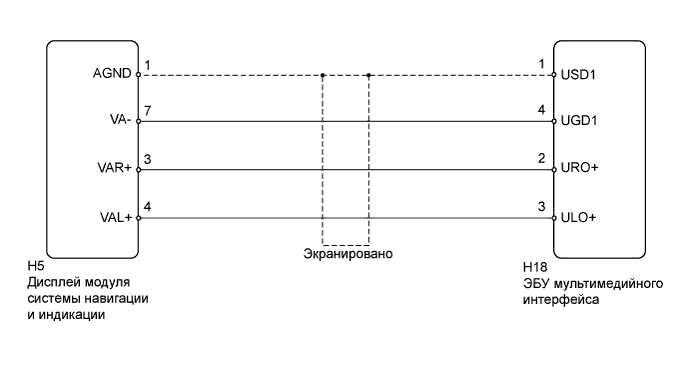 AGND 1 1 USD1
VA- 7 4 UGD1
VAR+ 3 2 URO+
VAL+ 4 3 ULO+
Экранировано
H5
Дисплей модуля
системы навигации
и индикации
H18
ЭБУ мультимедийного
интерфейса